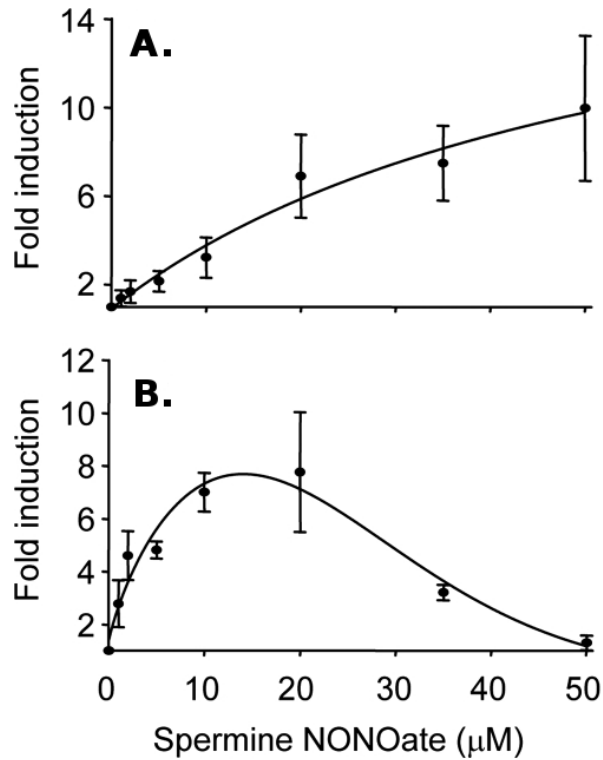 A.
Fold induction
14
10
6
2
B.
Fold induction
12
10
8
6
4
2
0 10 20 30 40 50
Spermine NONOate (μM)